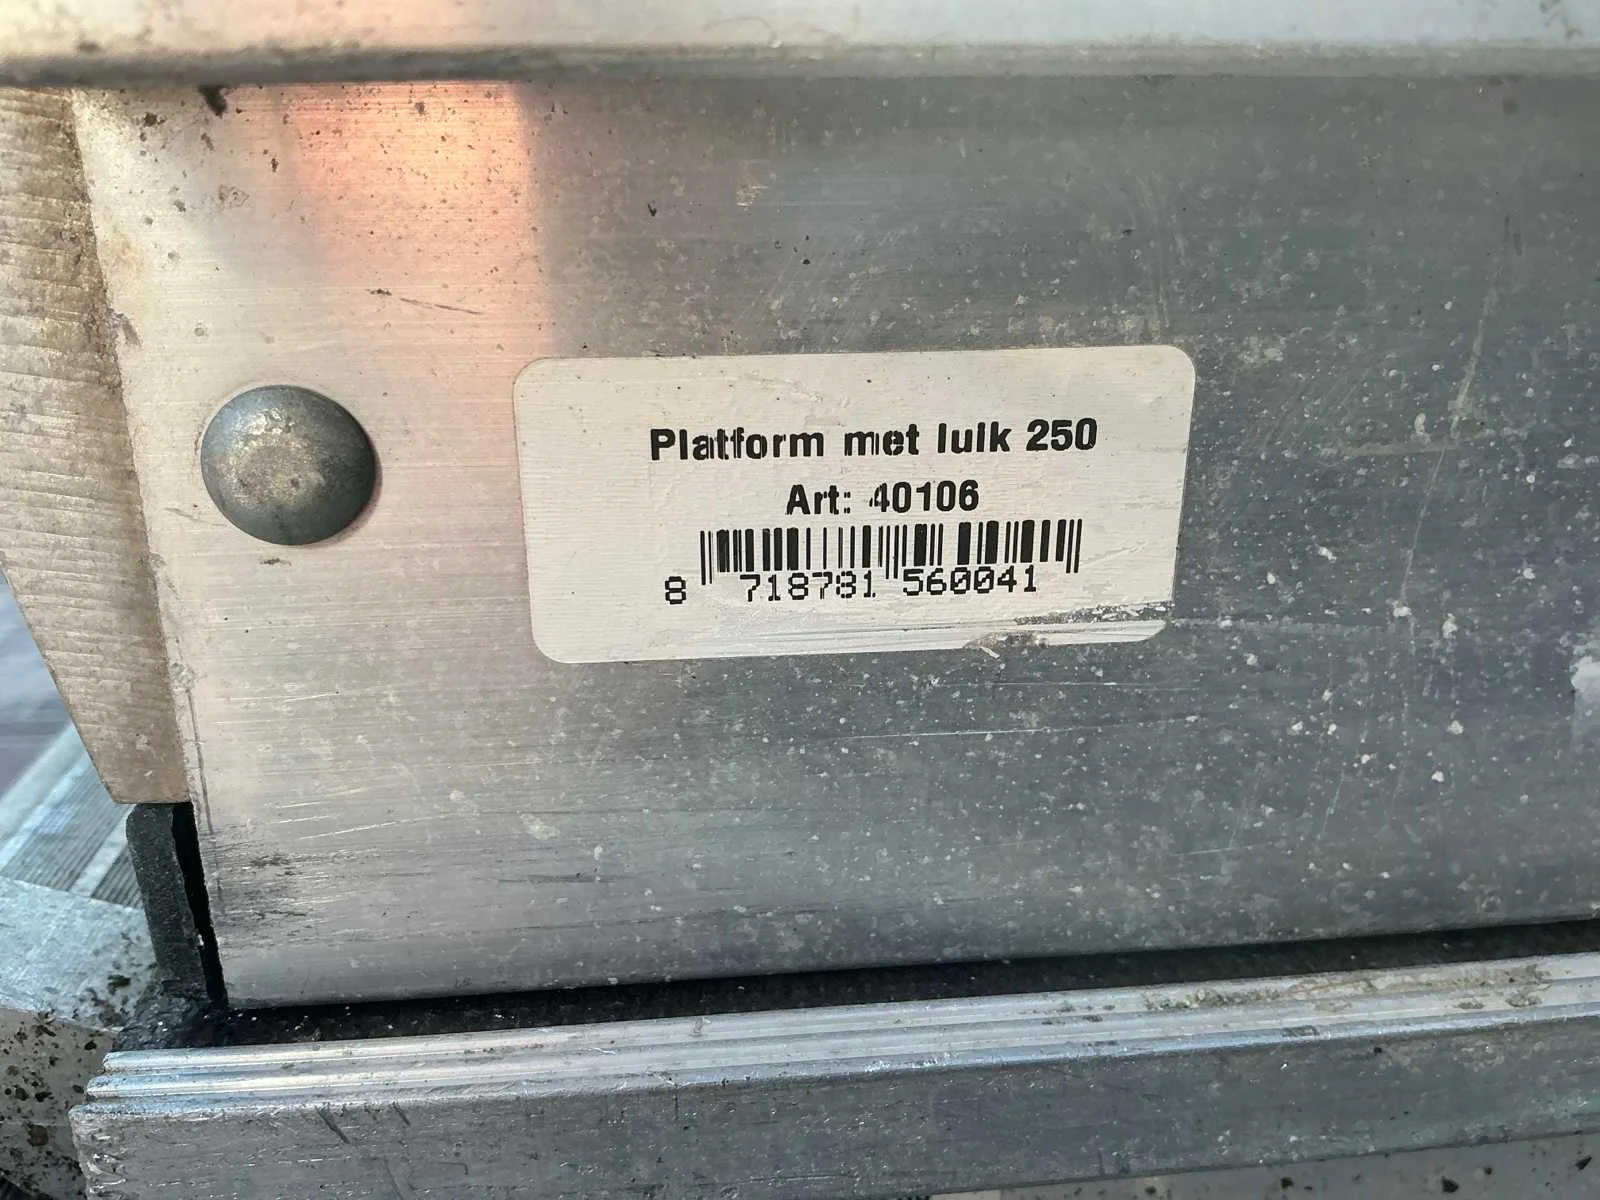 Platform met luik 250
Art: 40106
8 718781 560041